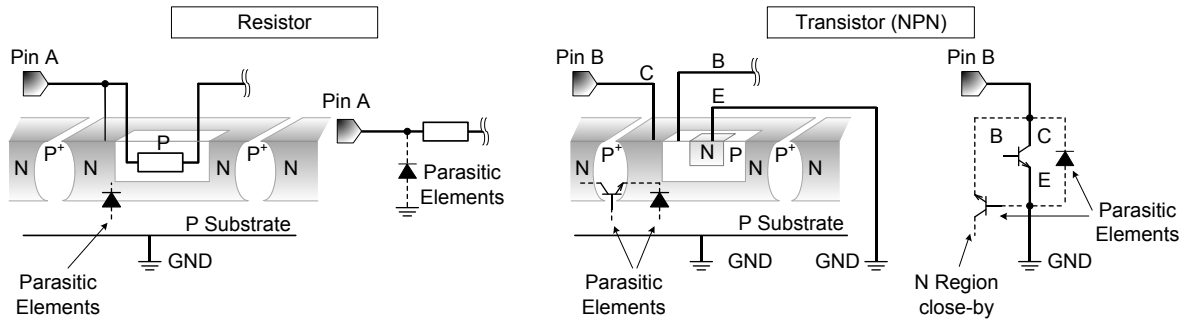 Resistor
Pin A
P
N
P+
N
N
P+
N
P Substrate
GND
Parasitic
Elements
Pin A
Parasitic
Elements
Transistor (NPN)
Pin B
C
B
E
N
P+
N
N
P
N
P+
N
P Substrate
GND
GND
Parasitic
Elements
Pin B
B
C
E
Parasitic
Elements
GND
N Region
close-by